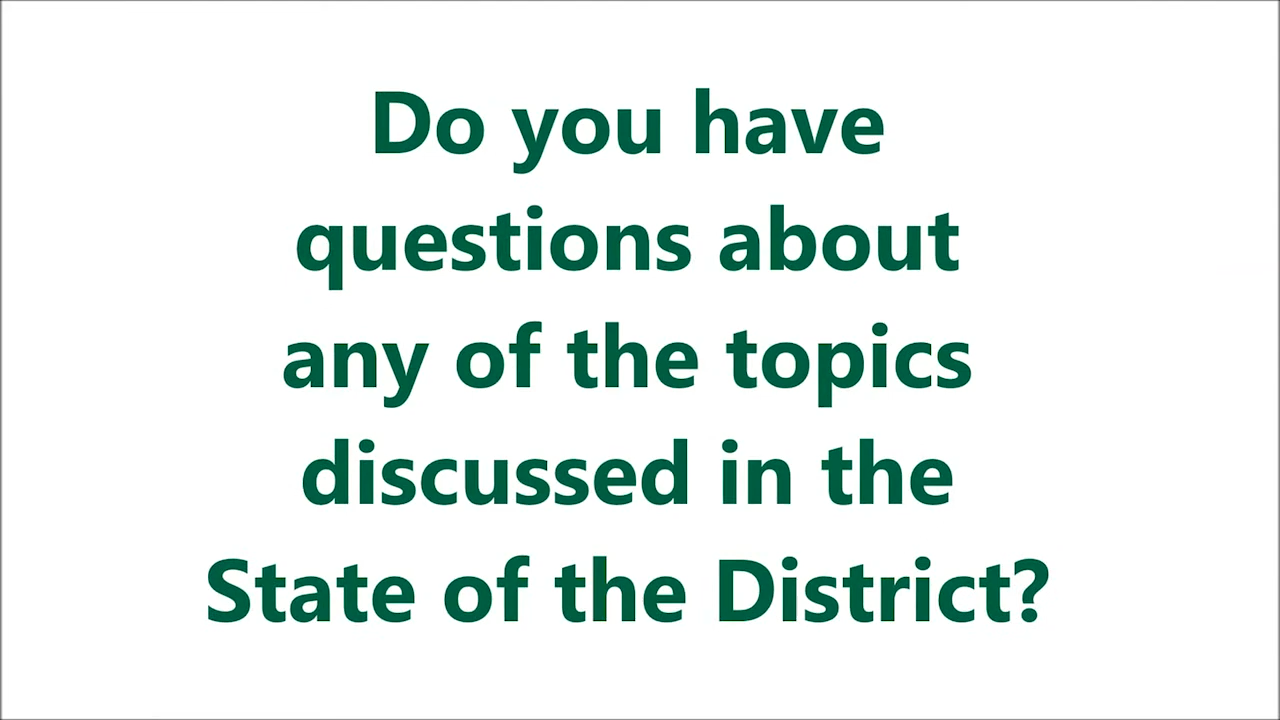 Do you have
questions about
any of the topics
discussed in the
State of the District?